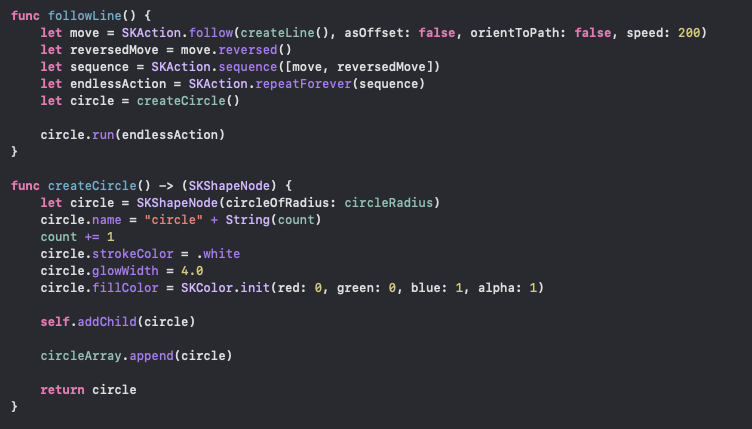 func followLine() {
    let move = SKAction.follow(createLine(), asOffset: false, orientToPath: false, speed: 200)
    let reversedMove = move.reversed()
    let sequence = SKAction.sequence([move, reversedMove])
    let endlessAction = SKAction.repeatForever(sequence)
    let circle = createCircle()

    circle.run(endlessAction)
}

func createCircle() -> (SKShapeNode) {
    let circle = SKShapeNode(circleOfRadius: circleRadius)
    circle.name = "circle" + String(count)
    count += 1
    circle.strokeColor = .white
    circle.glowWidth = 4.0
    circle.fillColor = SKColor.init(red: 0, green: 0, blue: 1, alpha: 1)

    self.addChild(circle)

    circleArray.append(circle)

    return circle
}